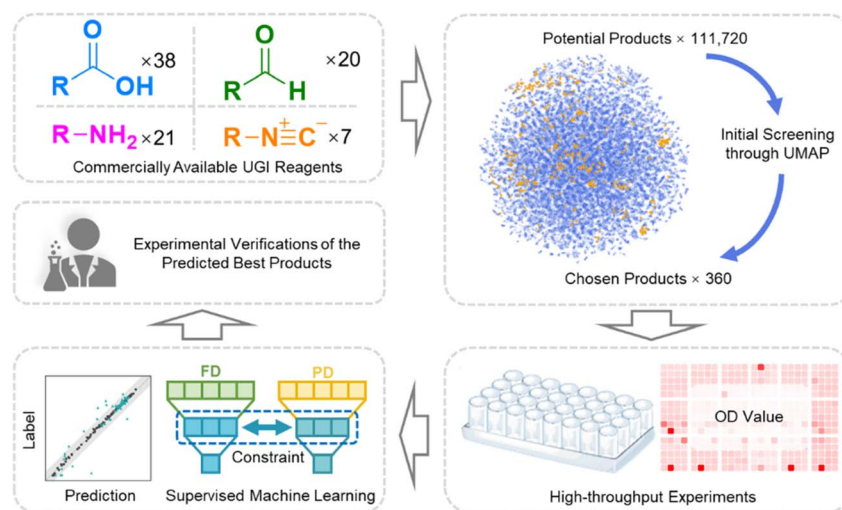 O
R
OH
×38
O
R
H
×20
R–NH₂ ×21
R–N≡C ×7
+
−
Commercially Available UGI Reagents
Potential Products × 111,720
Initial Screening
through UMAP
Chosen Products × 360
Experimental Verifications of the
Predicted Best Products
Label
Prediction
FD
PD
Constraint
Supervised Machine Learning
OD Value
High-throughput Experiments